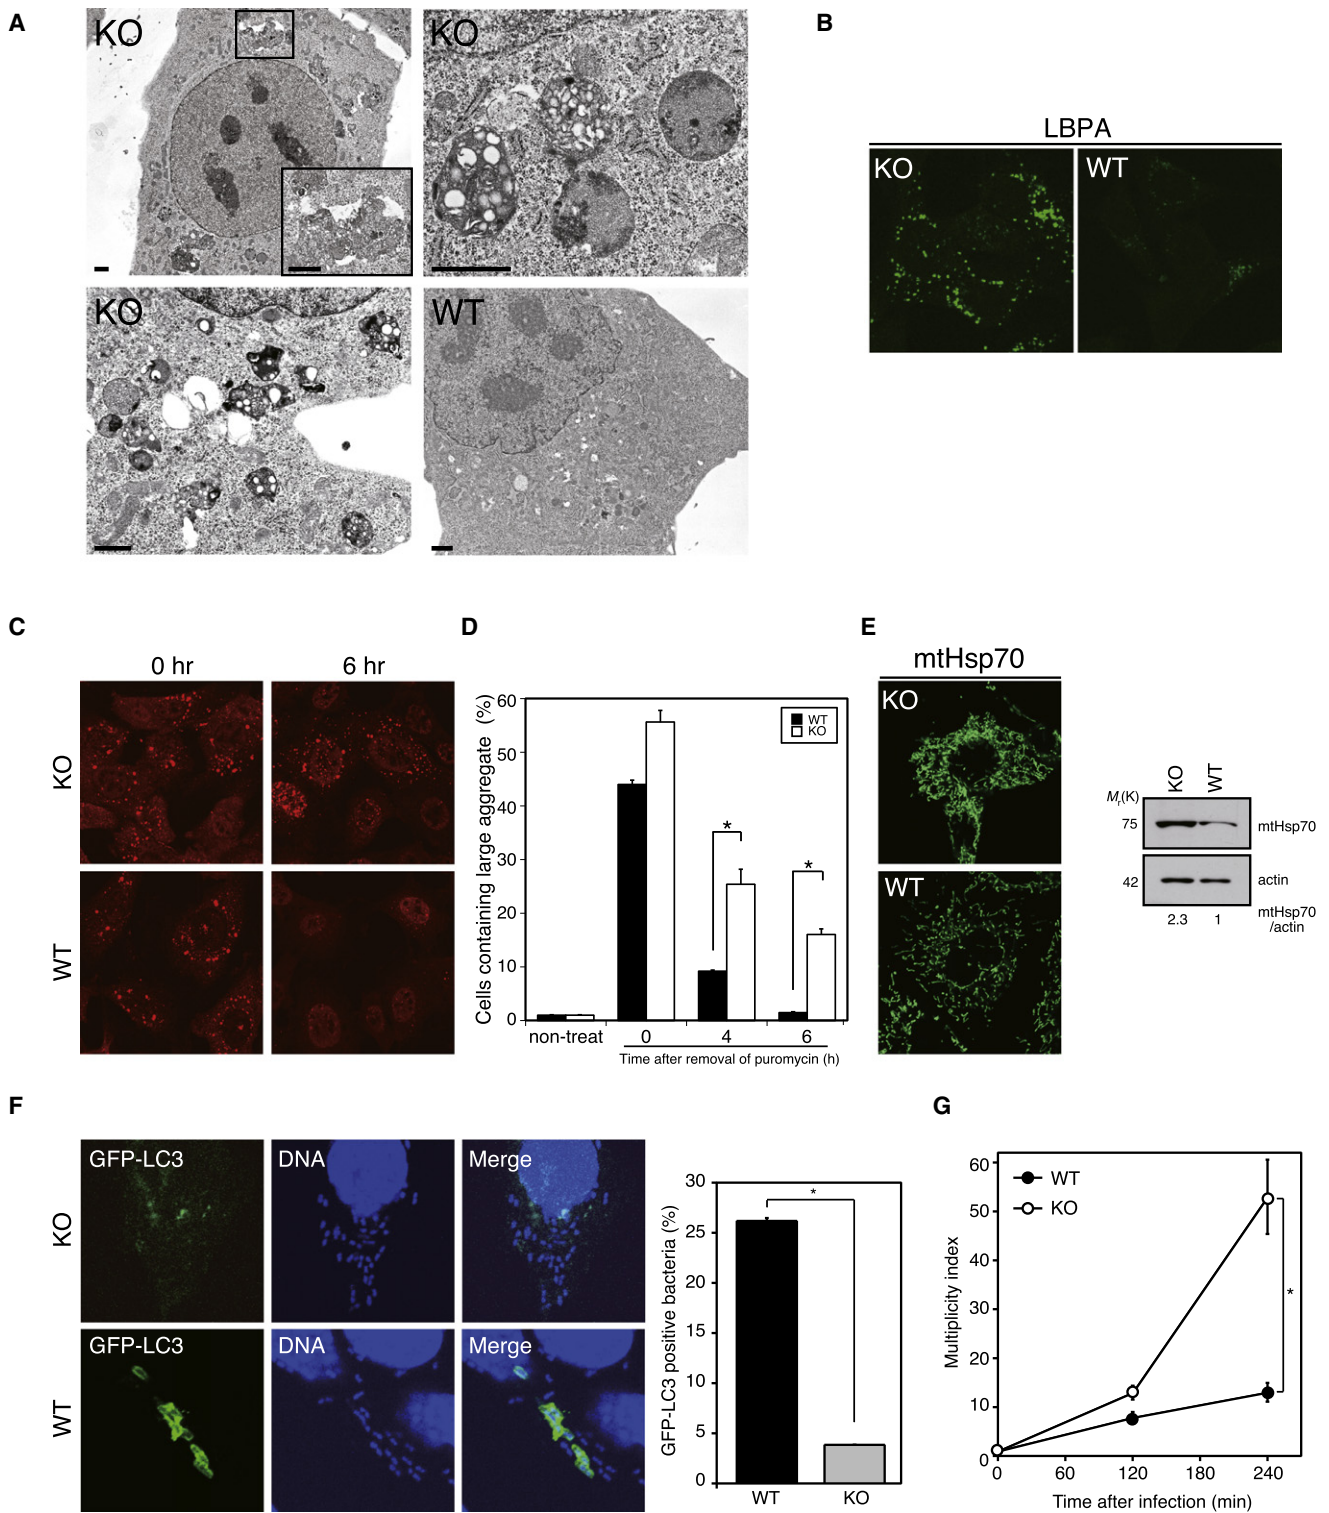 A
KO
KO
KO
WT
B
LBPA
KO
WT
C
0 hr
6 hr
KO
WT
D
Cells containing large aggregate (%)
60
50
40
30
20
10
0
WT
KO
*
*
non-treat
0
4
6
Time after removal of puromycin (h)
E
mtHsp70
KO
WT
KO
WT
Mr(K)
75
mtHsp70
42
actin
2.3
1
mtHsp70
/actin
F
KO
GFP-LC3
DNA
Merge
WT
GFP-LC3
DNA
Merge
GFP-LC3 positive bacteria (%)
30
25
20
15
10
5
0
*
WT
KO
G
Multiplicity index
60
50
40
30
20
10
0
WT
KO
*
0
60
120
180
240
Time after infection (min)